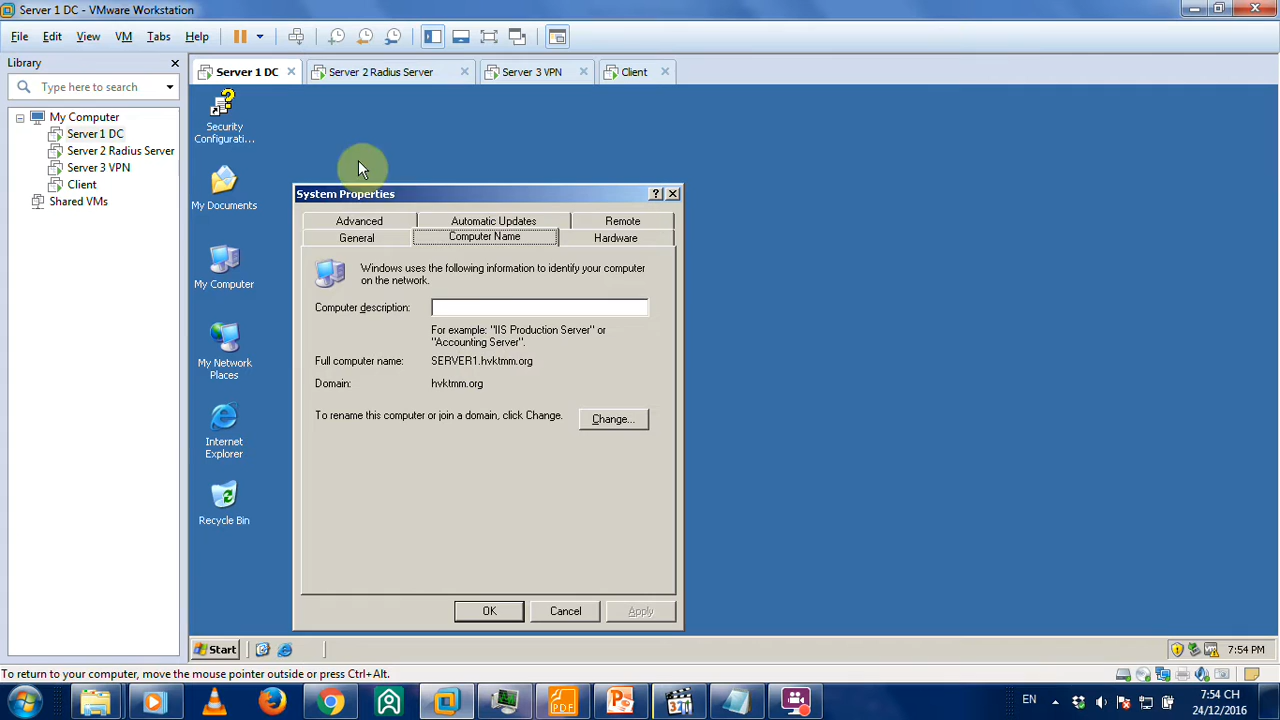 Server 1 DC - VMware Workstation
File Edit View VM Tabs Help
Library
Type here to search
My Computer
Server 1 DC
Server 2 Radius Server
Server 3 VPN
Client
Shared VMs
Server 1 DC
Server 2 Radius Server
Server 3 VPN
Client
Security
Configurati...
My Documents
My Computer
My Network
Places
Internet
Explorer
Recycle Bin
System Properties
Advanced
Automatic Updates
Remote
General
Computer Name
Hardware
Windows uses the following information to identify your computer
on the network.
Computer description:
For example: "IIS Production Server" or
"Accounting Server".
Full computer name: SERVER1.hvktmm.org
Domain: hvktmm.org
To rename this computer or join a domain, click Change.
Change...
OK
Cancel
Apply
Start
7:54 PM
To return to your computer, move the mouse pointer outside or press Ctrl+Alt.
PDF
321
EN
7:54 CH
24/12/2016